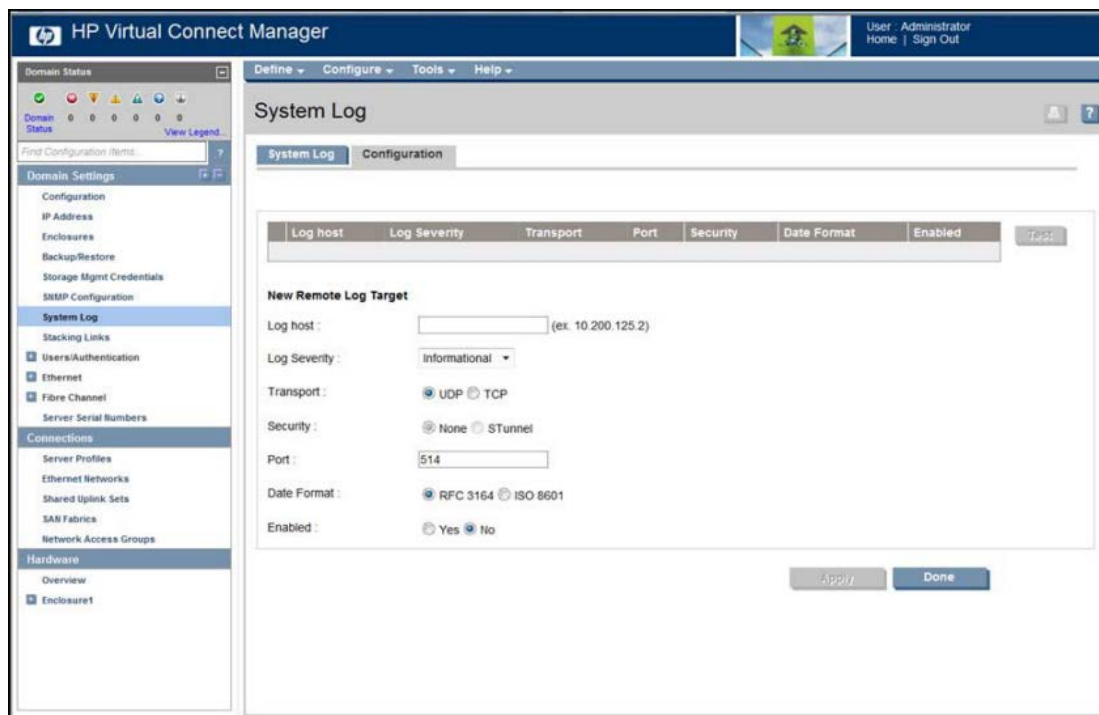 hp HP Virtual Connect Manager
User : Administrator
Home | Sign Out
Domain Status
Define Configure Tools Help
Domain Status 0 0 0 0 0 0
View Legend...
Find Configuration Items... ?
System Log
?
System Log Configuration
Domain Settings
Configuration
IP Address
Enclosures
Backup/Restore
Storage Mgmt Credentials
SNMP Configuration
System Log
Stacking Links
Users/Authentication
Ethernet
Fibre Channel
Server Serial Numbers
Connections
Server Profiles
Ethernet Networks
Shared Uplink Sets
SAN Fabrics
Network Access Groups
Hardware
Overview
Enclosure1
Log host Log Severity Transport Port Security Date Format Enabled
Test
New Remote Log Target
Log host : (ex. 10.200.125.2)
Log Severity : Informational
Transport : UDP TCP
Security : None STunnel
Port : 514
Date Format : RFC 3164 ISO 8601
Enabled : Yes No
Apply Done